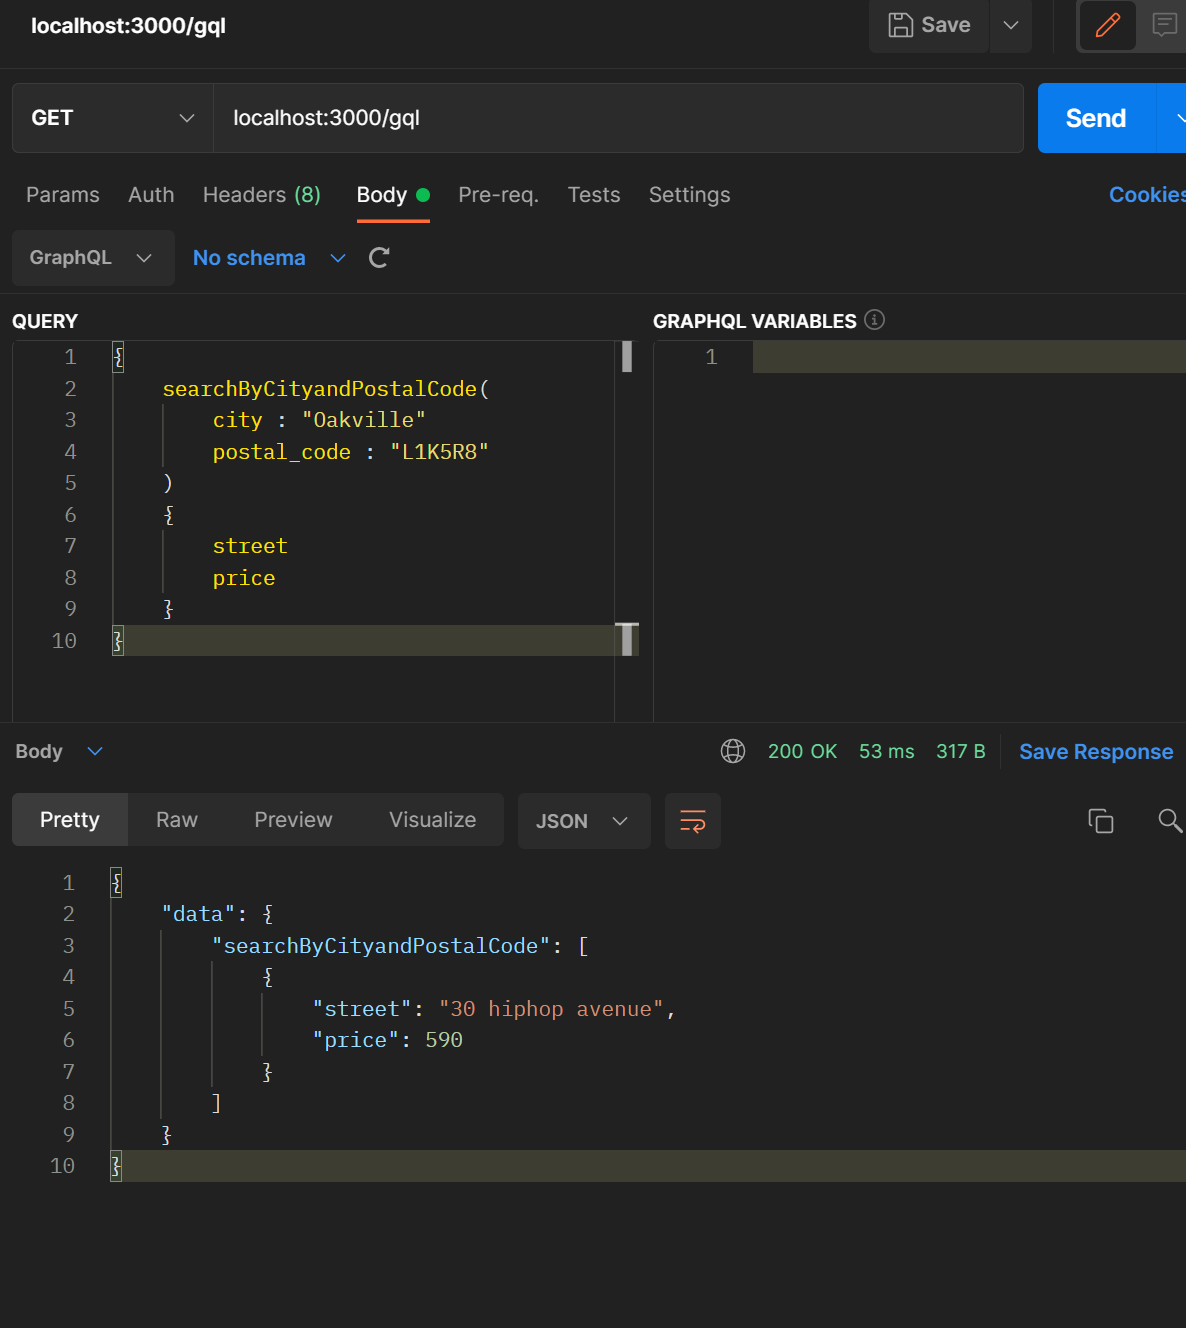 localhost:3000/gql
Save
GET
localhost:3000/gql
Send
Params Auth Headers (8) Body Pre-req. Tests Settings Cookies
GraphQL No schema
QUERY
1 {
2 searchByCityandPostalCode(
3 city : "Oakville"
4 postal_code : "L1K5R8"
5 )
6 {
7 street
8 price
9 }
10 }
GRAPHQL VARIABLES
1
Body 200 OK 53 ms 317 B Save Response
Pretty Raw Preview Visualize JSON
1 {
2 "data": {
3 "searchByCityandPostalCode": [
4 {
5 "street": "30 hiphop avenue",
6 "price": 590
7 }
8 ]
9 }
10 }